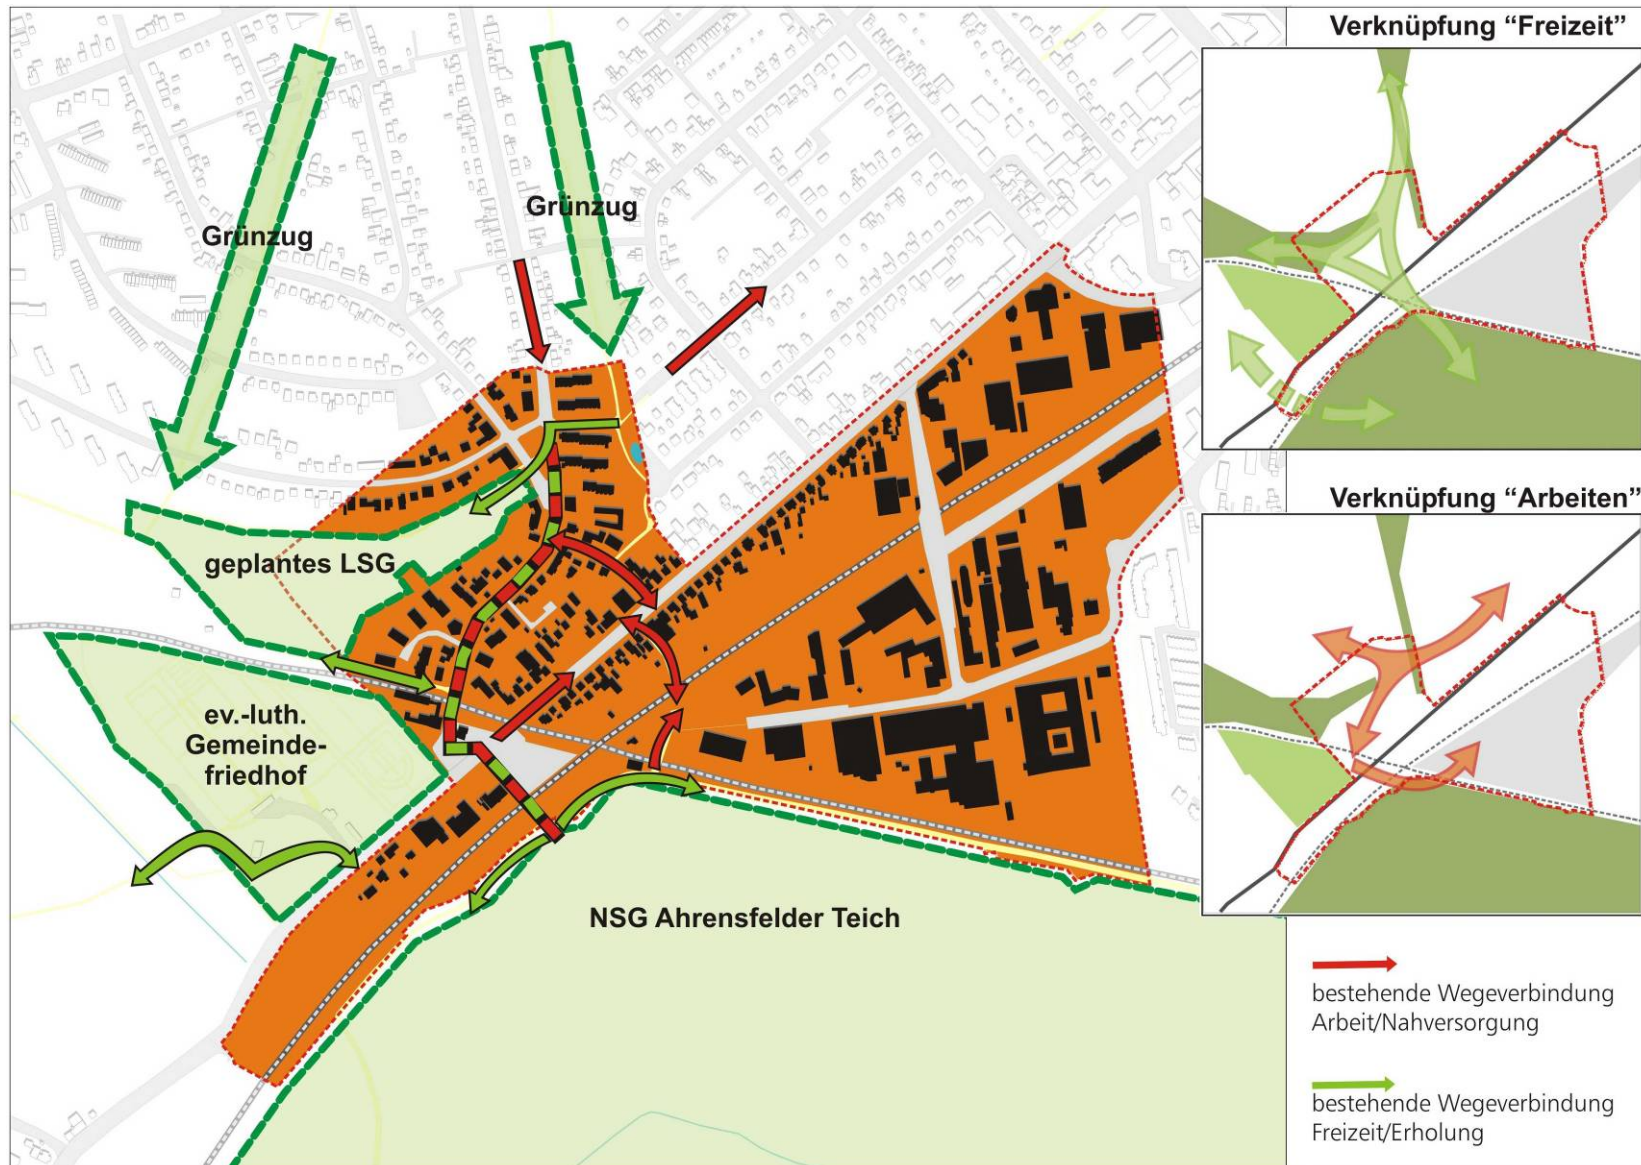 Verknüpfung “Freizeit”
Grünzug
Grünzug
Verknüpfung “Arbeiten”
geplantes LSG
ev.-luth.
Gemeinde-
friedhof
NSG Ahrensfelder Teich
bestehende Wegeverbindung
Arbeit/Nahversorgung
bestehende Wegeverbindung
Freizeit/Erholung